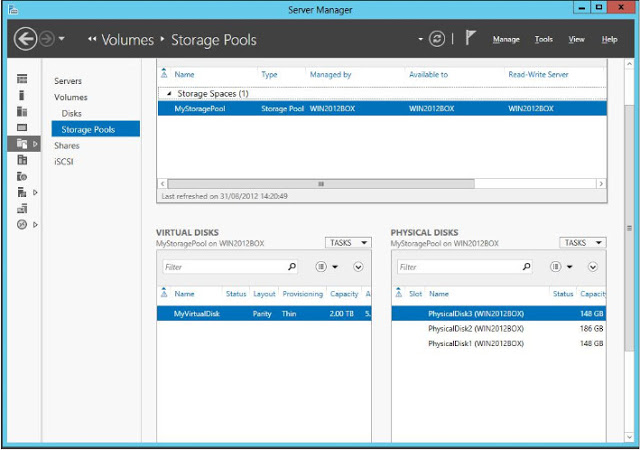 Server Manager
Volumes Storage Pools
Manage Tools View Help
Servers
Volumes
Disks
Storage Pools
Shares
iSCSI
Name Type Managed by Available to Read-Write Server
Storage Spaces (1)
MyStoragePool Storage Pool WIN2012BOX WIN2012BOX WIN2012BOX
Last refreshed on 31/08/2012 14:20:49
VIRTUAL DISKS
MyStoragePool on WIN2012BOX
TASKS
Filter
Name Status Layout Provisioning Capacity A
MyVirtualDisk Parity Thin 2.00 TB 5.
PHYSICAL DISKS
MyStoragePool on WIN2012BOX
TASKS
Filter
Slot Name Status Capacit
PhysicalDisk3 (WIN2012BOX) 148 GB
PhysicalDisk2 (WIN2012BOX) 186 GB
PhysicalDisk1 (WIN2012BOX) 148 GB